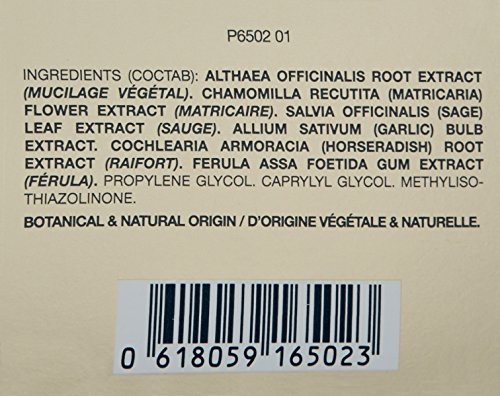 P6502 01
INGREDIENTS (COCTAB): ALTHAEA OFFICINALIS ROOT EXTRACT
(MUCILAGE VÉGÉTAL). CHAMOMILLA RECUTITA (MATRICARIA)
FLOWER EXTRACT (MATRICAIRE). SALVIA OFFICINALIS (SAGE)
LEAF EXTRACT (SAUGE). ALLIUM SATIVUM (GARLIC) BULB
EXTRACT. COCHLEARIA ARMORACIA (HORSERADISH) ROOT
EXTRACT (RAIFORT). FERULA ASSA FOETIDA GUM EXTRACT
(FÉRULA). PROPYLENE GLYCOL. CAPRYLYL GLYCOL. METHYLISO-
THIAZOLINONE.
BOTANICAL & NATURAL ORIGIN / D'ORIGINE VÉGÉTALE & NATURELLE.
0 618059 165023